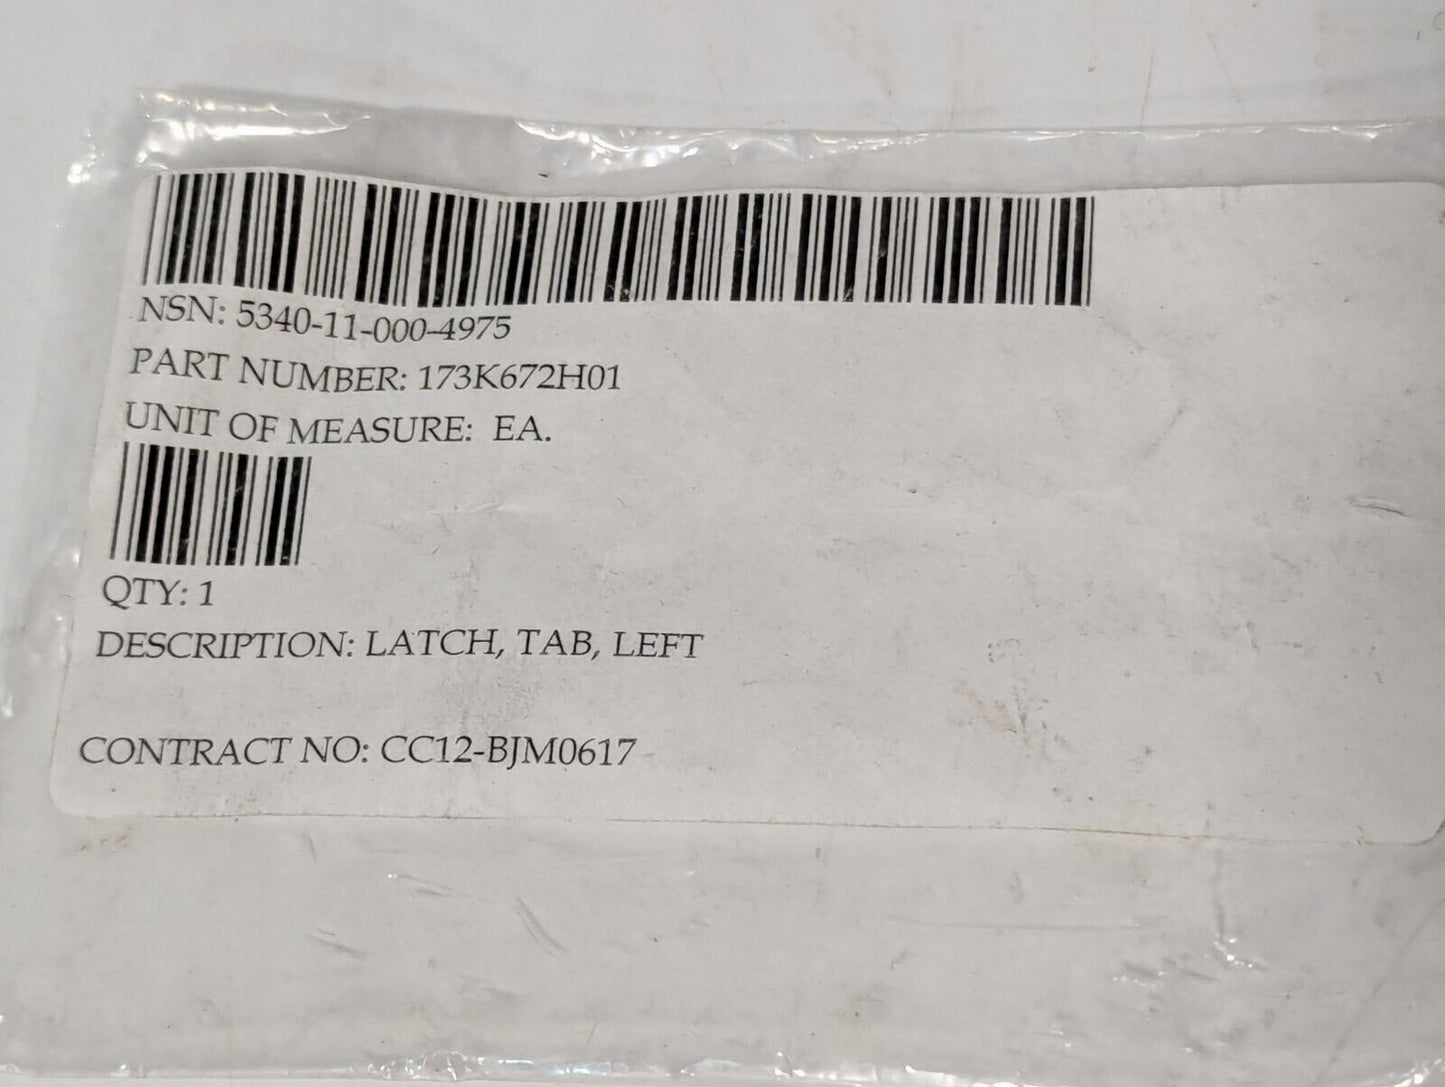 NSN: 5340-11-000-4975
PART NUMBER: 173K672H01
UNIT OF MEASURE: EA.
QTY: 1
DESCRIPTION: LATCH, TAB, LEFT
CONTRACT NO: CC12-BJM0617